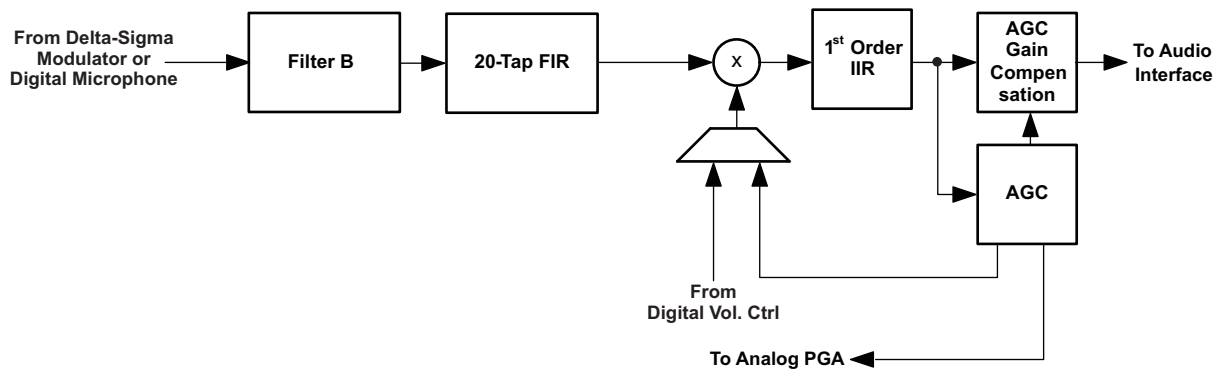 From Delta-Sigma
Modulator or
Digital Microphone
Filter B
20-Tap FIR
x
1st Order
IIR
AGC
Gain
Compen
sation
To Audio
Interface
AGC
From
Digital Vol. Ctrl
To Analog PGA